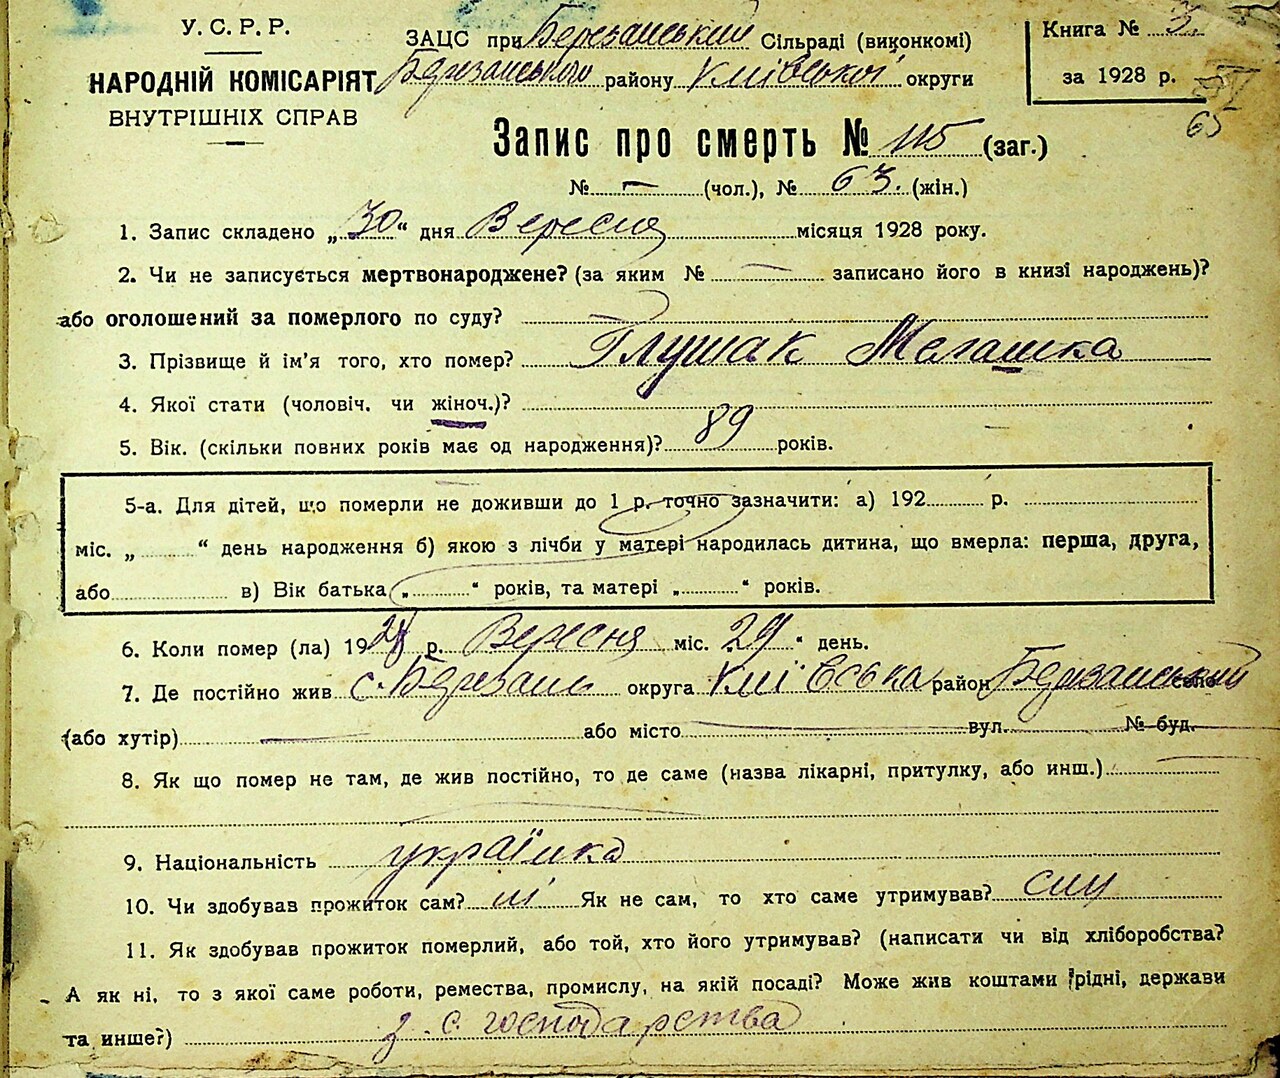 У. С. Р. Р.
НАРОДНІЙ КОМІСАРІЯТ
ВНУТРІШНІХ СПРАВ
ЗАЦС при Березанський Сільраді (виконкомі)
Березанського району Київської округи
Книга № 3.
за 1928 р.
65
Запис про смерть № 115 (заг.)
№ — (чол.), № 63. (жін.)
1. Запис складено „30“ дня Вересня місяця 1928 року.
2. Чи не записується мертвонароджене? (за яким № — записано його в книзі народжень)?
або оголошений за померлого по суду?
3. Прізвище й ім'я того, хто помер? Глушак Мелашка
4. Якої стати (чоловіч. чи жіноч.)?
5. Вік. (скільки повних років має од народження)? 89 років.
5-а. Для дітей, що померли не доживши до 1 р. точно зазначити: а) 192 р.
міс. „ “ день народження б) якою з лічби у матері народилась дитина, що вмерла: перша, друга,
або в) Вік батька „ “ років, та матері „ “ років.
6. Коли помер (ла) 1928 р. Вересня міс. 29 “ день.
7. Де постійно жив с. Березань округа Київська район Березанський село
(або хутір) — або місто — вул. № буд.
8. Як що помер не там, де жив постійно, то де саме (назва лікарні, притулку, або инш.)
9. Національність українка
10. Чи здобував прожиток сам? ні Як не сам, то хто саме утримував? син
11. Як здобував прожиток померлий, або той, хто його утримував? (написати чи від хліборобства?
А як ні, то з якої саме роботи, ремества, промислу, на якій посаді? Може жив коштами рідні, держави
та инше?) з с. господарства